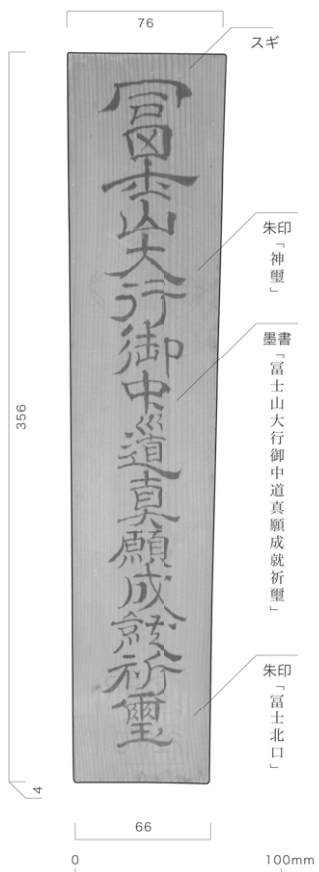 76
スギ
朱印
「神璽」
墨書
「冨士山大行御中道真願成就祈璽」
朱印
「冨士北口」
356
4
66
0
100mm
冨士山大行御中道真願成就祈璽